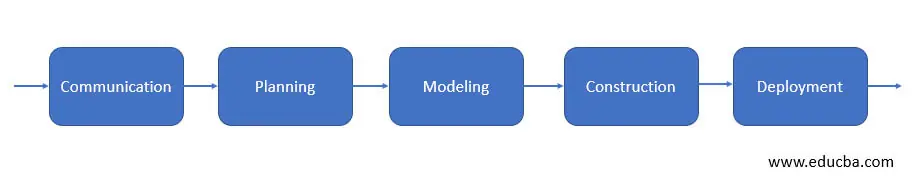 Communication
Planning
Modeling
Construction
Deployment
www.educba.com